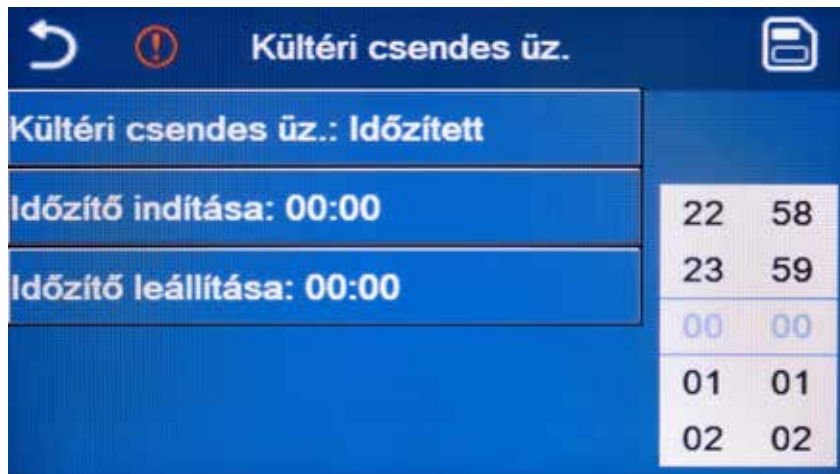 Kültéri csendes üz.
Kültéri csendes üz.: Időzített
Időzítő indítása: 00:00
Időzítő leállítása: 00:00
22 58
23 59
00 00
01 01
02 02